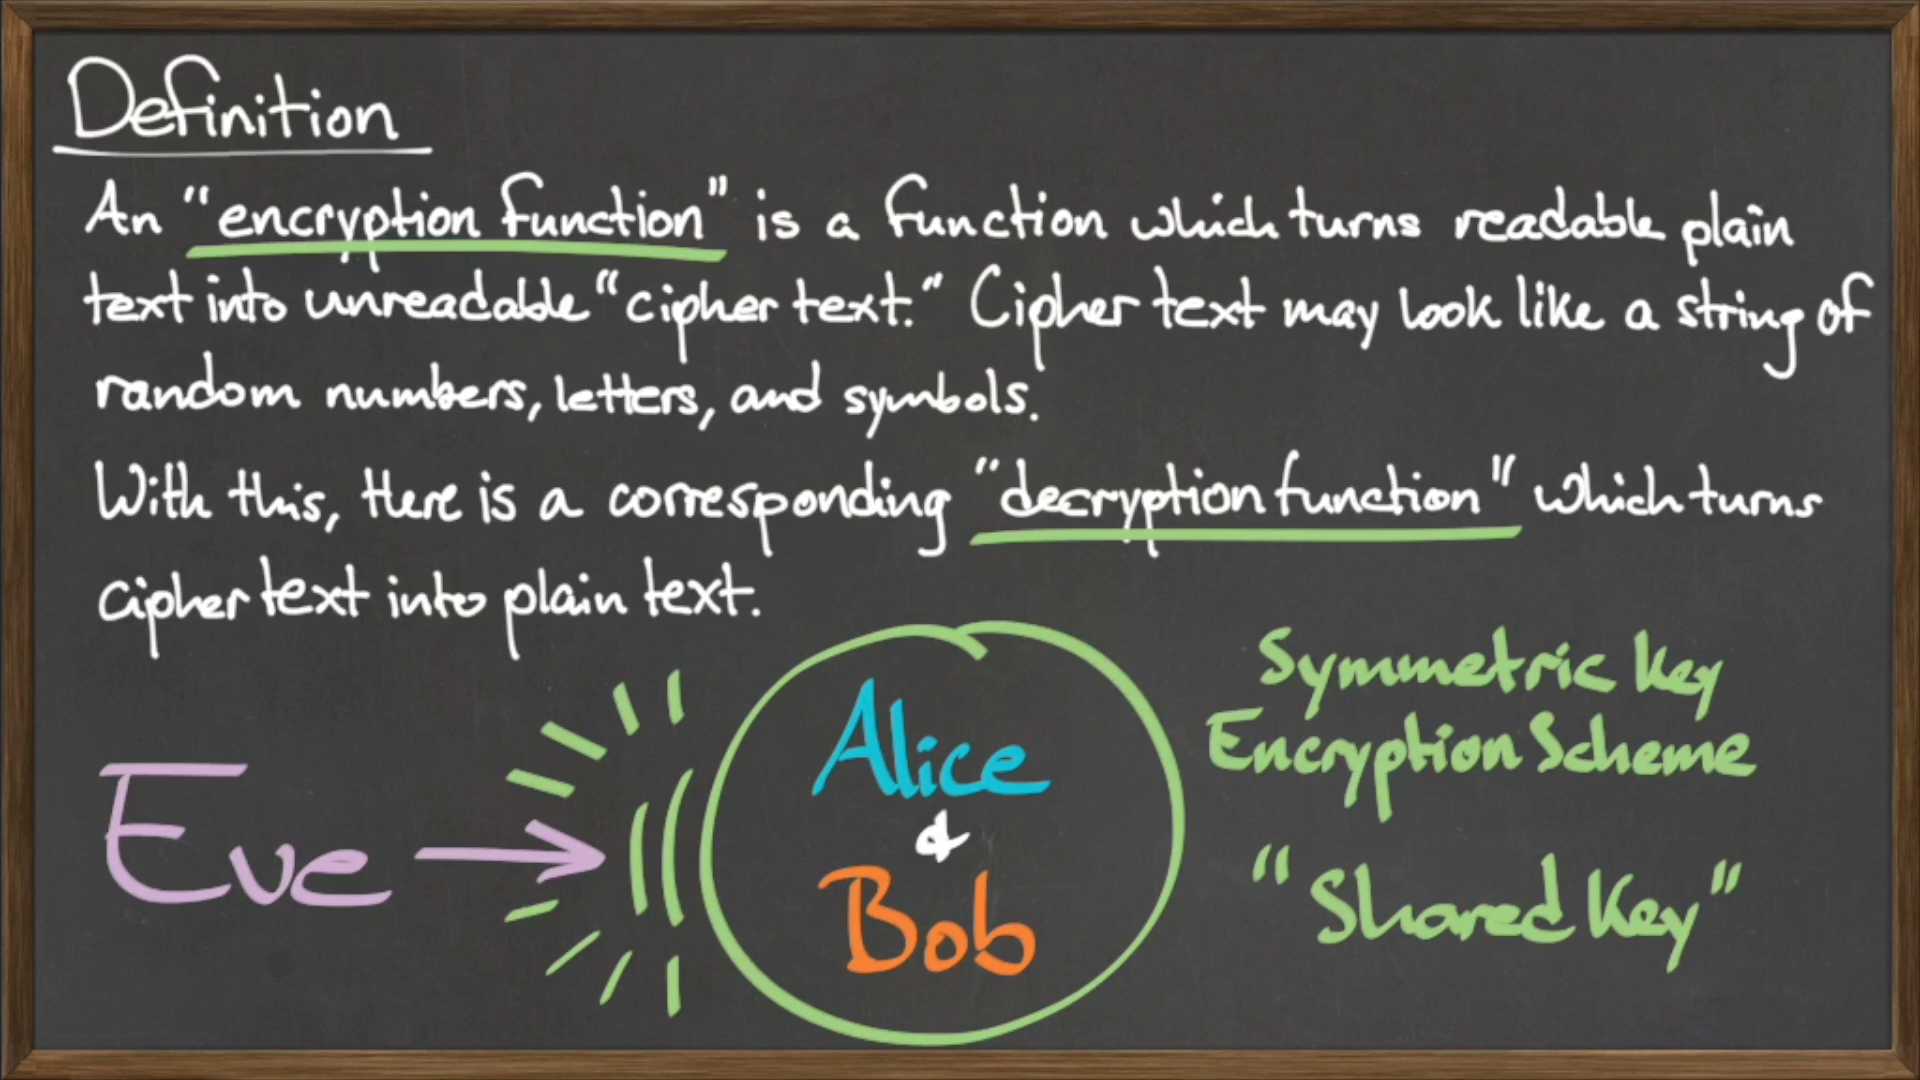 Definition
An "encryption function" is a function which turns readable plain
text into unreadable "cipher text." Cipher text may look like a string of
random numbers, letters, and symbols.
With this, there is a corresponding "decryption function" which turns
cipher text into plain text.
Symmetric Key
Encryption Scheme
"Shared Key"
Eve
Alice
&
Bob